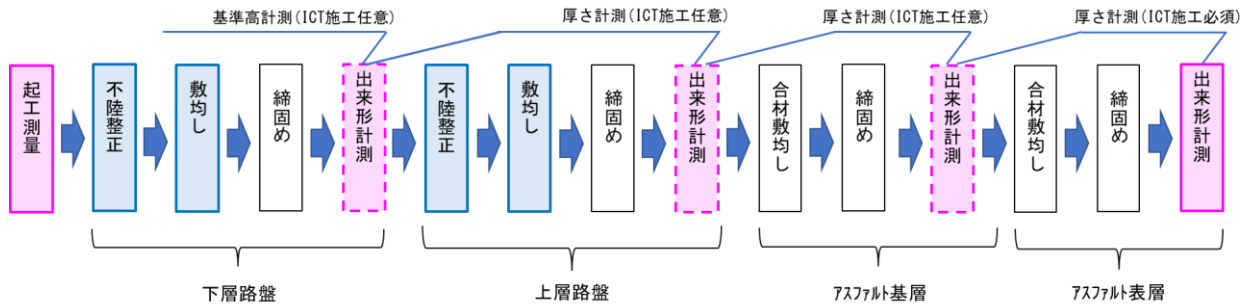 基準高計測(ICT施工任意)
厚さ計測(ICT施工任意)
厚さ計測(ICT施工任意)
厚さ計測(ICT施工必須)
起工測量
不陸整正
敷均し
締固め
出来形計測
不陸整正
敷均し
締固め
出来形計測
合材敷均し
締固め
出来形計測
合材敷均し
締固め
出来形計測
下層路盤
上層路盤
アスファルト基層
アスファルト表層